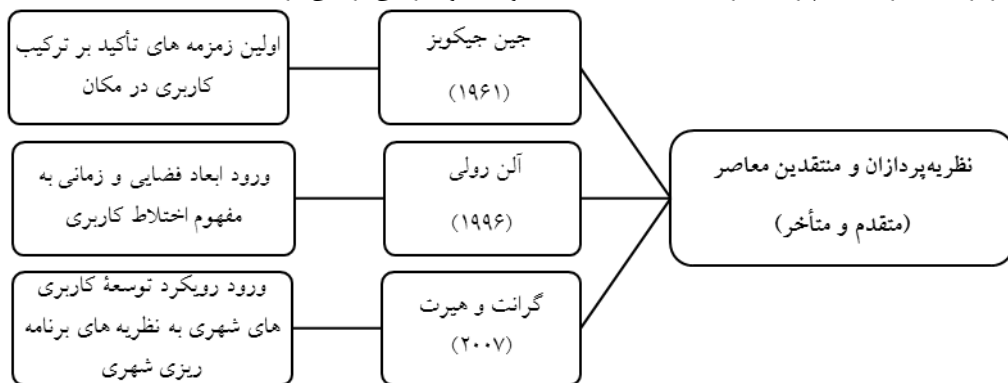 نظریه‌پردازان و منتقدین معاصر
(متقدم و متأخر)
جین جیکوبز
(۱۹۶۱)
اولین زمزمه های تأکید بر ترکیب
کاربری در مکان
آلن رولی
(۱۹۹۶)
ورود ابعاد فضایی و زمانی به
مفهوم اختلاط کاربری
گرانت و هیرت
(۲۰۰۷)
ورود رویکرد توسعهٔ کاربری
های شهری به نظریه های برنامه
ریزی شهری